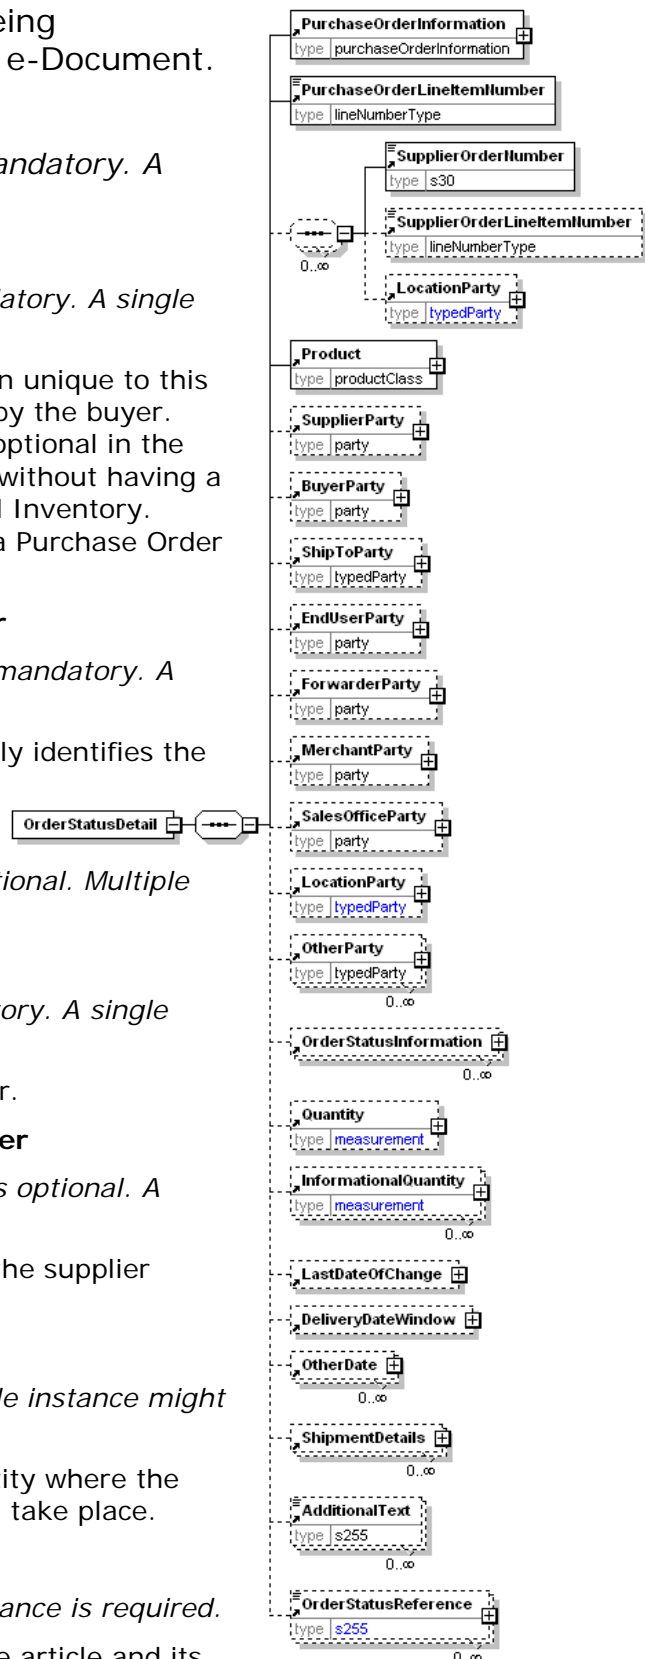 eing
e-Document.
andatory. A
latory. A single
n unique to this
by the buyer.
optional in the
without having a
l Inventory.
a Purchase Order
r
mandatory. A
ly identifies the
tional. Multiple
tory. A single
r.
er
s optional. A
he supplier
le instance might
ity where the
take place.
ance is required.
e article and its
OrderStatusDetail
PurchaseOrderInformation
type purchaseOrderInformation
PurchaseOrderLineItemNumber
type lineNumberType
0..∞
SupplierOrderNumber
type s30
SupplierOrderLineItemNumber
type lineNumberType
LocationParty
type typedParty
Product
type productClass
SupplierParty
type party
BuyerParty
type party
ShipToParty
type typedParty
EndUserParty
type party
ForwarderParty
type party
MerchantParty
type party
SalesOfficeParty
type party
LocationParty
type typedParty
OtherParty
type typedParty
0..∞
OrderStatusInformation
0..∞
Quantity
type measurement
InformationalQuantity
type measurement
0..∞
LastDateOfChange
DeliveryDateWindow
OtherDate
0..∞
ShipmentDetails
0..∞
AdditionalText
type s255
0..∞
OrderStatusReference
type s255
0..∞